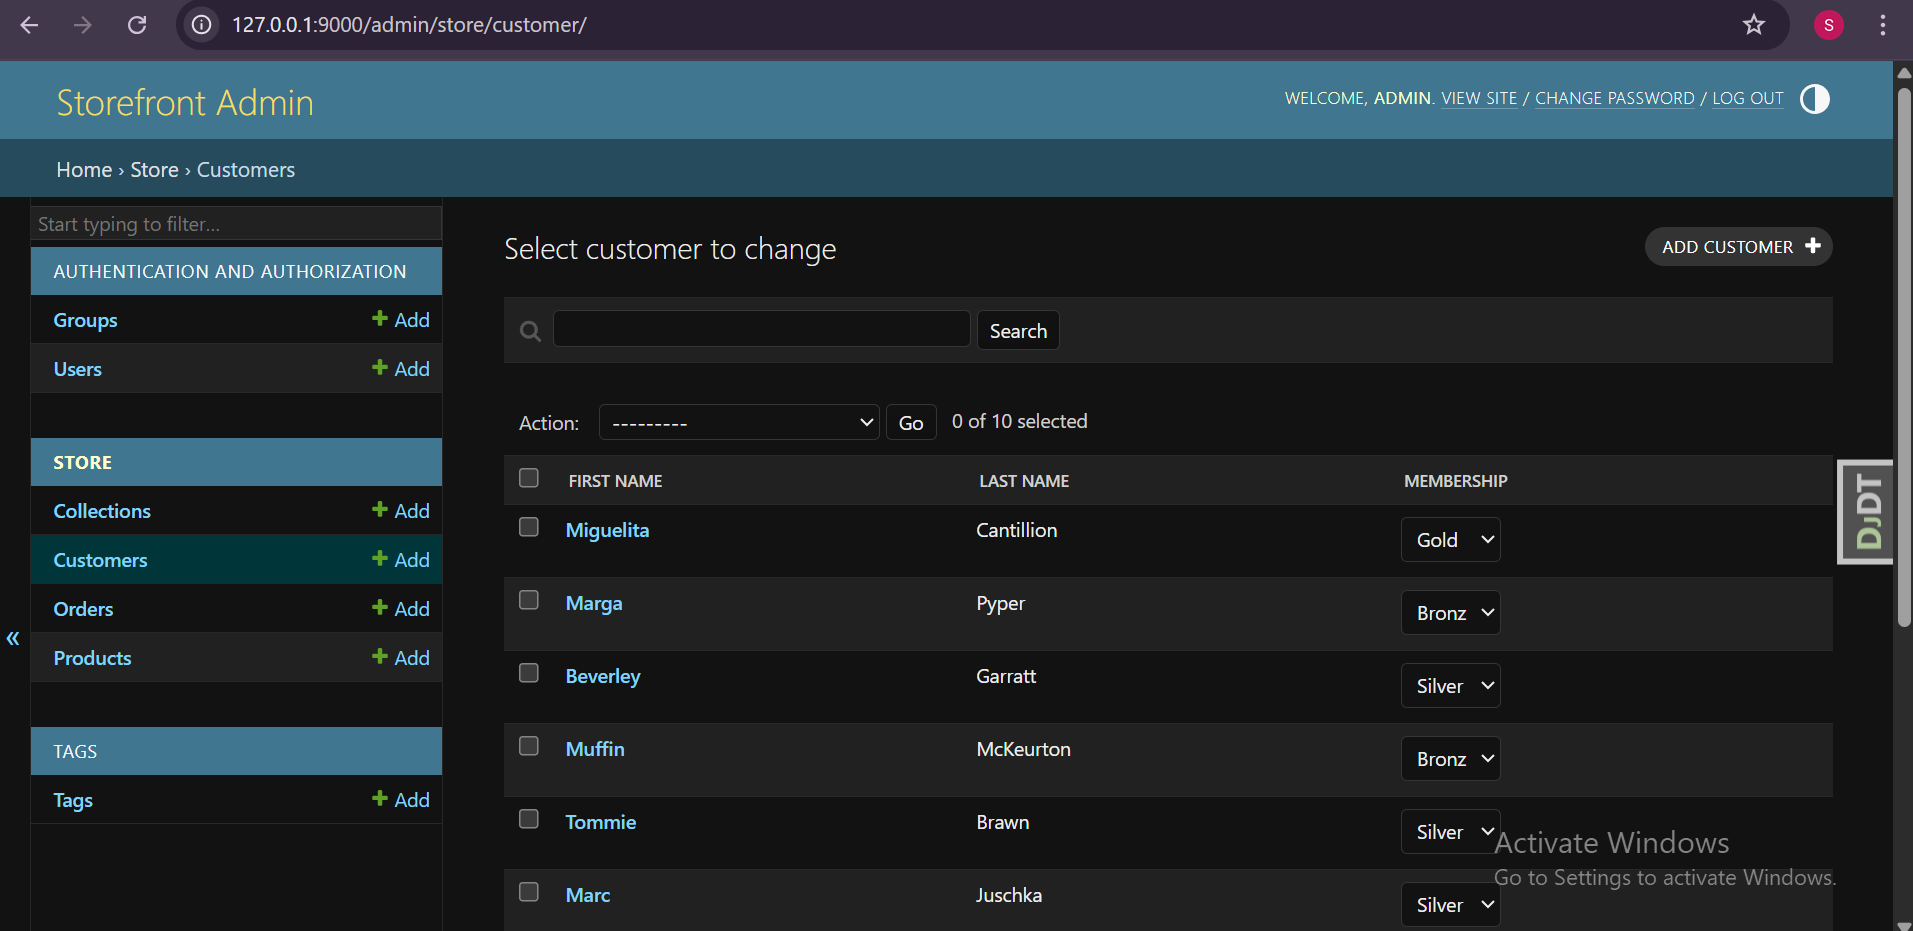 127.0.0.1:9000/admin/store/customer/
S
Storefront Admin
WELCOME, ADMIN. VIEW SITE / CHANGE PASSWORD / LOG OUT
Home › Store › Customers
Start typing to filter...
AUTHENTICATION AND AUTHORIZATION
Groups + Add
Users + Add
STORE
Collections + Add
Customers + Add
Orders + Add
Products + Add
TAGS
Tags + Add
«
Select customer to change
ADD CUSTOMER +
Search
Action: --------- Go 0 of 10 selected
FIRST NAME LAST NAME MEMBERSHIP
Miguelita Cantillion Gold
Marga Pyper Bronz
Beverley Garratt Silver
Muffin McKeurton Bronz
Tommie Brawn Silver
Marc Juschka Silver
DJDT
Activate Windows
Go to Settings to activate Windows.